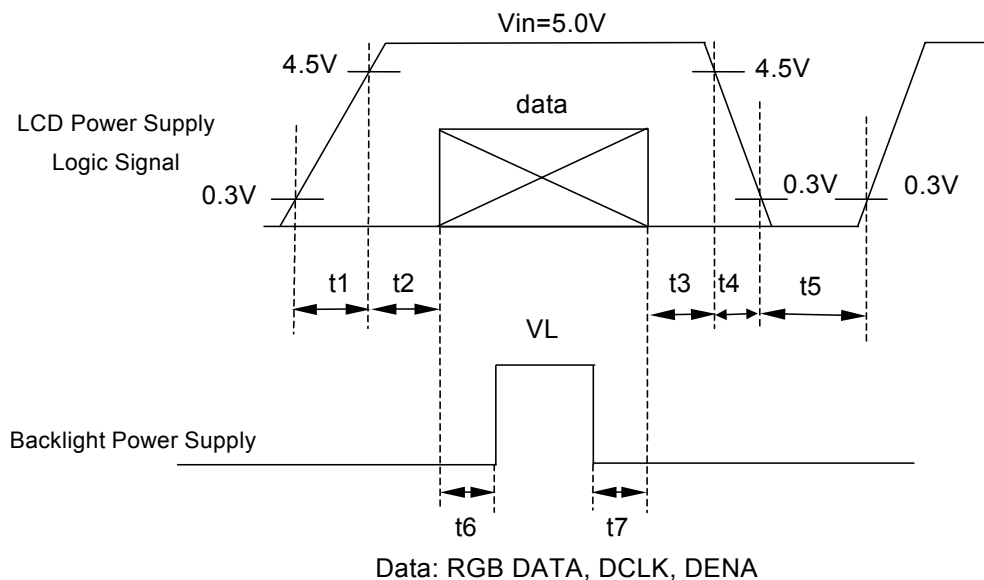 Vin=5.0V
4.5V
4.5V
data
LCD Power Supply
Logic Signal
0.3V
0.3V
0.3V
t1
t2
t3
t4
t5
VL
Backlight Power Supply
t6
t7
Data: RGB DATA, DCLK, DENA